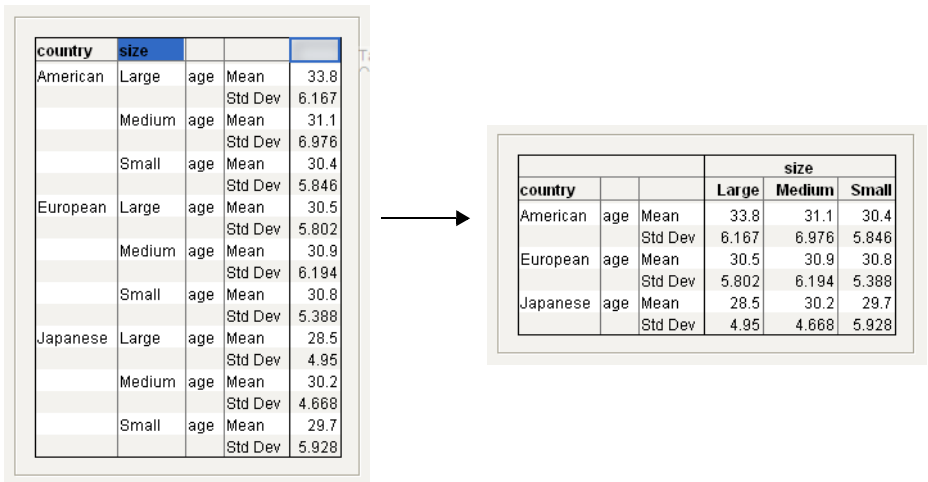 country size
American Large age Mean 33.8
Std Dev 6.167
Medium age Mean 31.1
Std Dev 6.976
Small age Mean 30.4
Std Dev 5.846
European Large age Mean 30.5
Std Dev 5.802
Medium age Mean 30.9
Std Dev 6.194
Small age Mean 30.8
Std Dev 5.388
Japanese Large age Mean 28.5
Std Dev 4.95
Medium age Mean 30.2
Std Dev 4.668
Small age Mean 29.7
Std Dev 5.928
size
country Large Medium Small
American age Mean 33.8 31.1 30.4
Std Dev 6.167 6.976 5.846
European age Mean 30.5 30.9 30.8
Std Dev 5.802 6.194 5.388
Japanese age Mean 28.5 30.2 29.7
Std Dev 4.95 4.668 5.928